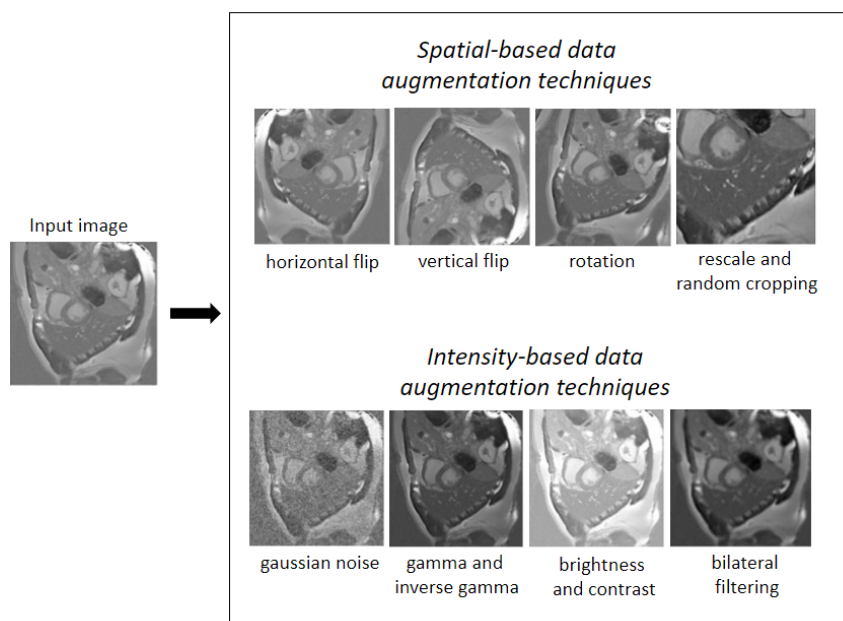 Spatial-based data
augmentation techniques
horizontal flip
vertical flip
rotation
rescale and
random cropping
Input image
Intensity-based data
augmentation techniques
gaussian noise
gamma and
inverse gamma
brightness
and contrast
bilateral
filtering